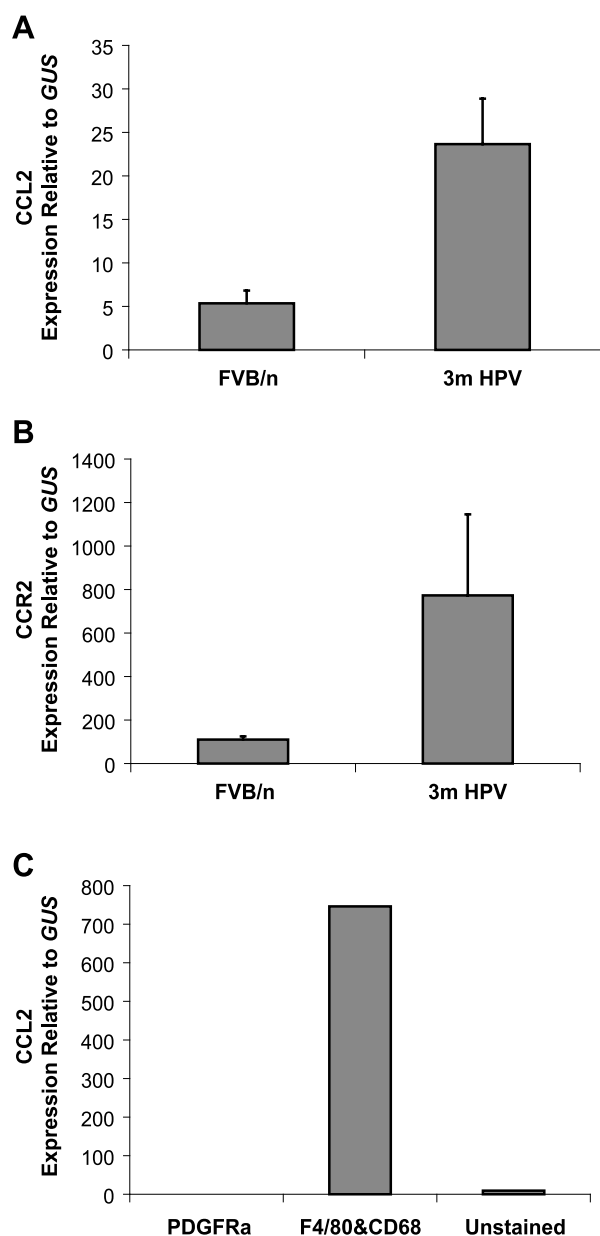 A
CCL2
Expression Relative to GUS
35
30
25
20
15
10
5
0
FVB/n
3m HPV
B
CCR2
Expression Relative to GUS
1400
1200
1000
800
600
400
200
0
FVB/n
3m HPV
C
CCL2
Expression Relative to GUS
800
700
600
500
400
300
200
100
0
PDGFRa
F4/80&CD68
Unstained